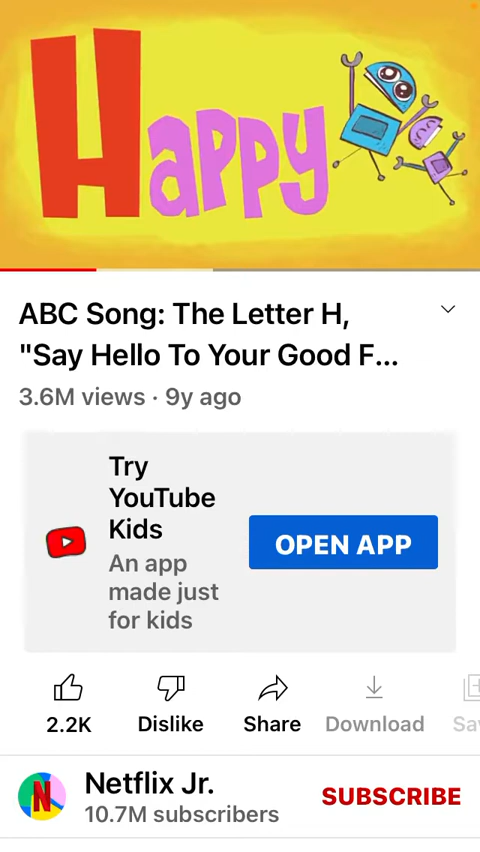 Happy
ABC Song: The Letter H,
"Say Hello To Your Good F...
3.6M views · 9y ago
Try
YouTube
Kids
An app
made just
for kids
OPEN APP
2.2K Dislike Share Download Sa
N
Netflix Jr.
10.7M subscribers
SUBSCRIBE